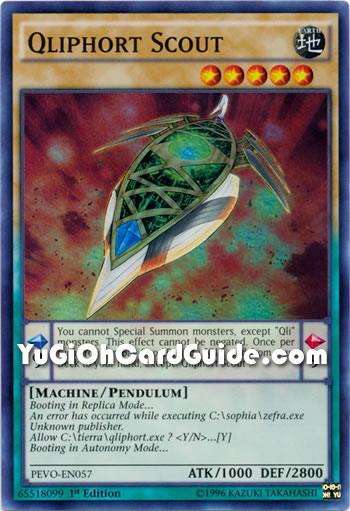 QLIPHORT SCOUT
EARTH
地
You cannot Special Summon monsters, except "Qli"
monsters. This effect cannot be negated. Once per
YuGiOhCardGuide.com
[MACHINE/PENDULUM]
Booting in Replica Mode...
An error has occurred while executing C:\sophia\zefra.exe
Unknown publisher.
Allow C:\tierra\qliphort.exe ? <Y/N>...[Y]
Booting in Autonomy Mode...
PEVO-EN057
ATK/1000 DEF/2800
65518099 1st Edition
©1996 KAZUKI TAKAHASHI